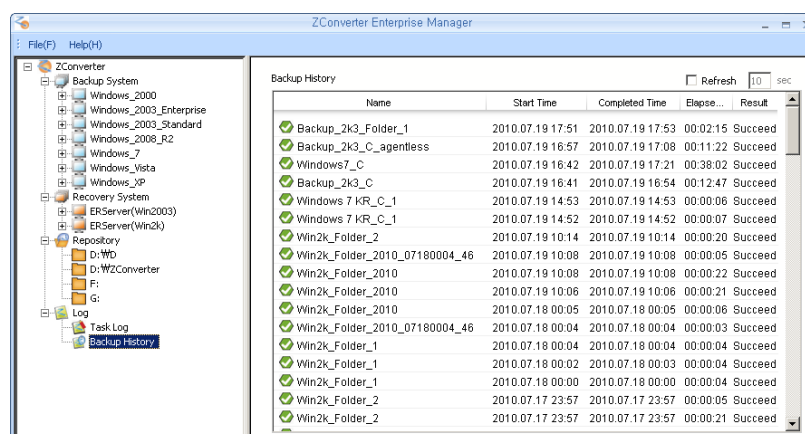 ZConverter Enterprise Manager
File(F) Help(H)
ZConverter
Backup System
Windows_2000
Windows_2003_Enterprise
Windows_2003_Standard
Windows_2008_R2
Windows_7
Windows_Vista
Windows_XP
Recovery System
ERServer(Win2003)
ERServer(Win2k)
Repository
D:₩D
D:₩ZConverter
F:
G:
Log
Task Log
Backup History
Backup History Refresh 10 sec
Name Start Time Completed Time Elapse... Result
Backup_2k3_Folder_1 2010.07.19 17:51 2010.07.19 17:53 00:02:15 Succeed
Backup_2k3_C_agentless 2010.07.19 16:57 2010.07.19 17:08 00:11:22 Succeed
Windows7_C 2010.07.19 16:42 2010.07.19 17:21 00:38:02 Succeed
Backup_2k3_C 2010.07.19 16:41 2010.07.19 16:54 00:12:47 Succeed
Windows 7 KR_C_1 2010.07.19 14:53 2010.07.19 14:53 00:00:06 Succeed
Windows 7 KR_C_1 2010.07.19 14:52 2010.07.19 14:52 00:00:07 Succeed
Win2k_Folder_2 2010.07.19 10:14 2010.07.19 10:14 00:00:20 Succeed
Win2k_Folder_2010_07180004_46 2010.07.19 10:08 2010.07.19 10:08 00:00:05 Succeed
Win2k_Folder_2010 2010.07.19 10:08 2010.07.19 10:08 00:00:22 Succeed
Win2k_Folder_2010 2010.07.19 10:06 2010.07.19 10:06 00:00:21 Succeed
Win2k_Folder_2010 2010.07.18 00:05 2010.07.18 00:05 00:00:06 Succeed
Win2k_Folder_2010_07180004_46 2010.07.18 00:04 2010.07.18 00:04 00:00:03 Succeed
Win2k_Folder_1 2010.07.18 00:04 2010.07.18 00:04 00:00:04 Succeed
Win2k_Folder_1 2010.07.18 00:02 2010.07.18 00:03 00:00:04 Succeed
Win2k_Folder_1 2010.07.18 00:00 2010.07.18 00:00 00:00:04 Succeed
Win2k_Folder_2 2010.07.17 23:57 2010.07.17 23:57 00:00:05 Succeed
Win2k_Folder_2 2010.07.17 23:57 2010.07.17 23:57 00:00:21 Succeed